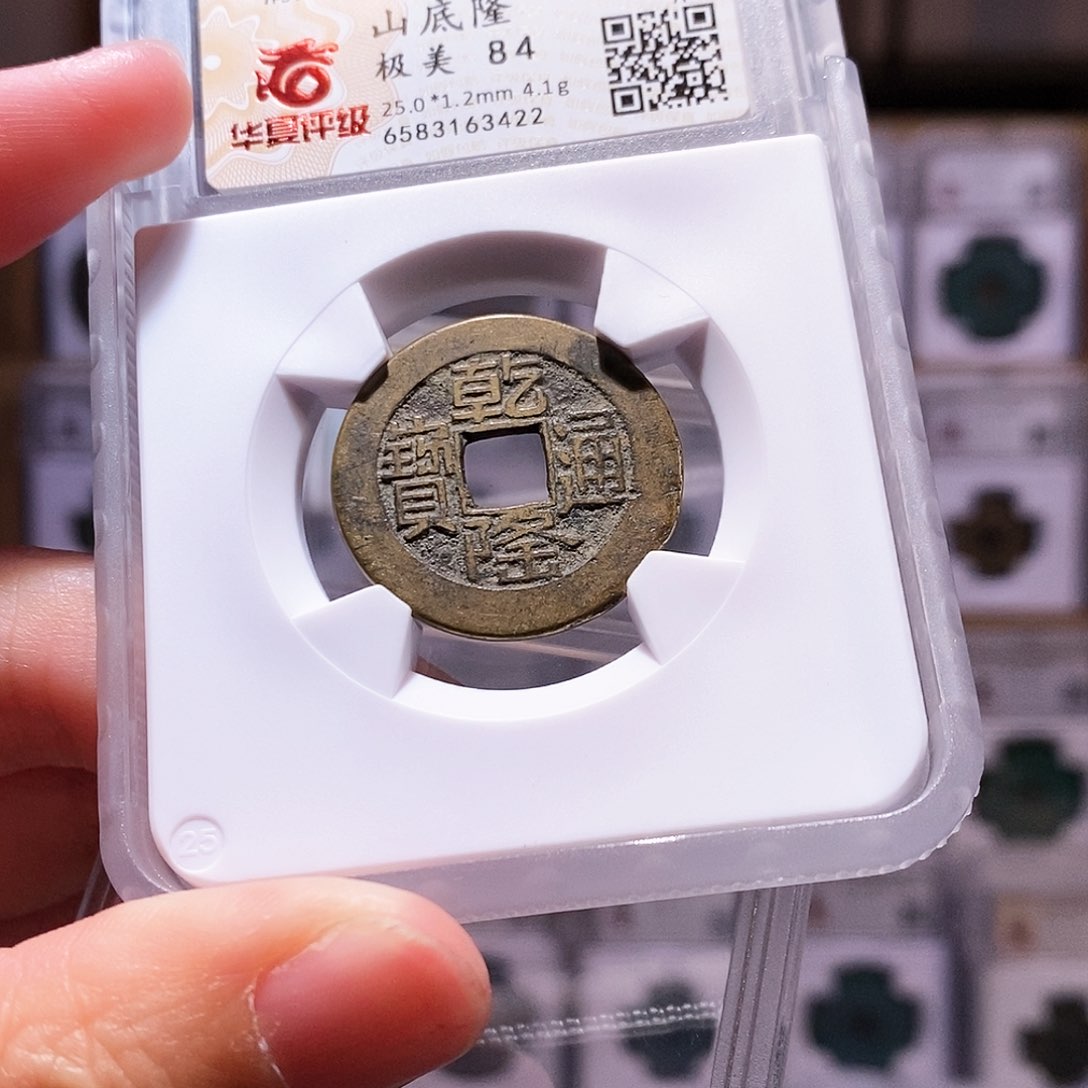 山底隆
极美 84
华夏评级
25.0*1.2mm 4.1g
6583163422
乾
寶 通
隆
25